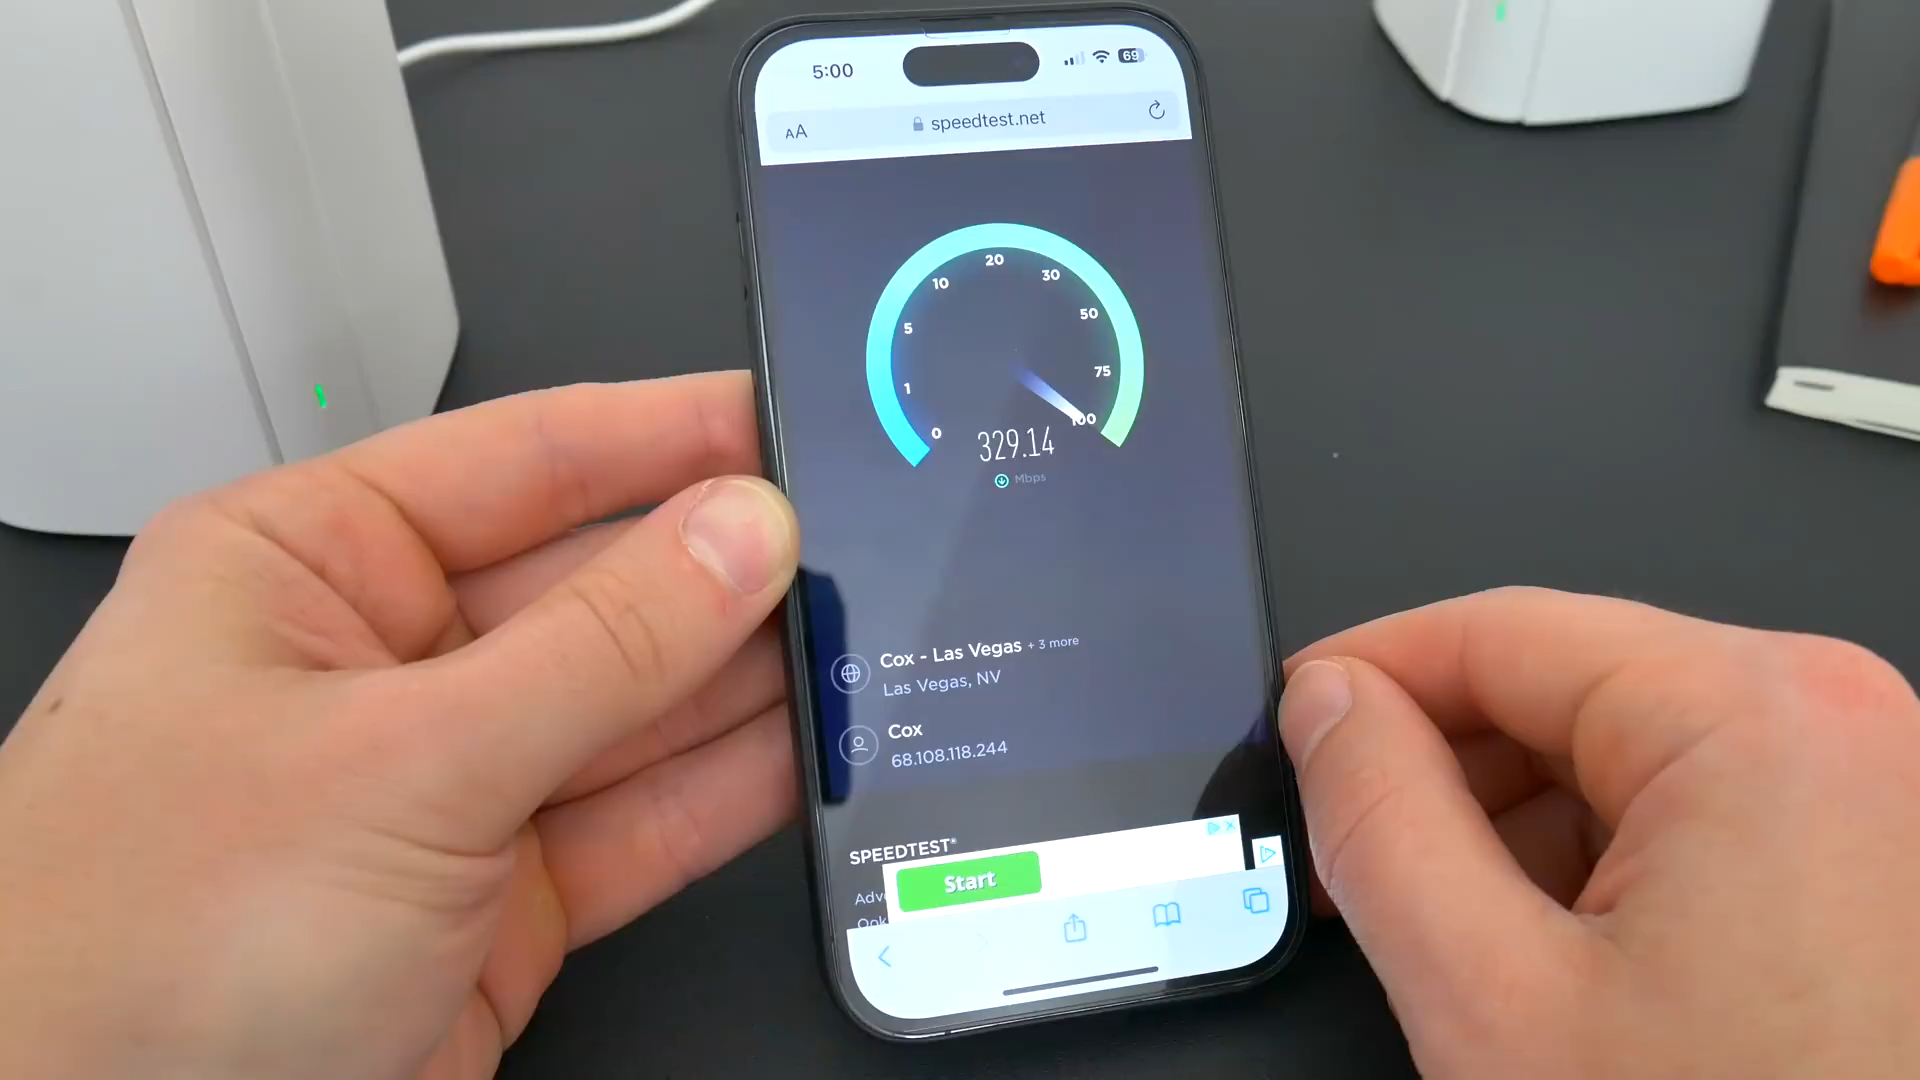 5:00
69
AA
speedtest.net
20
10
30
50
5
75
1
100
0
329.14
Mbps
Cox - Las Vegas + 3 more
Las Vegas, NV
Cox
68.108.118.244
SPEEDTEST®
Start